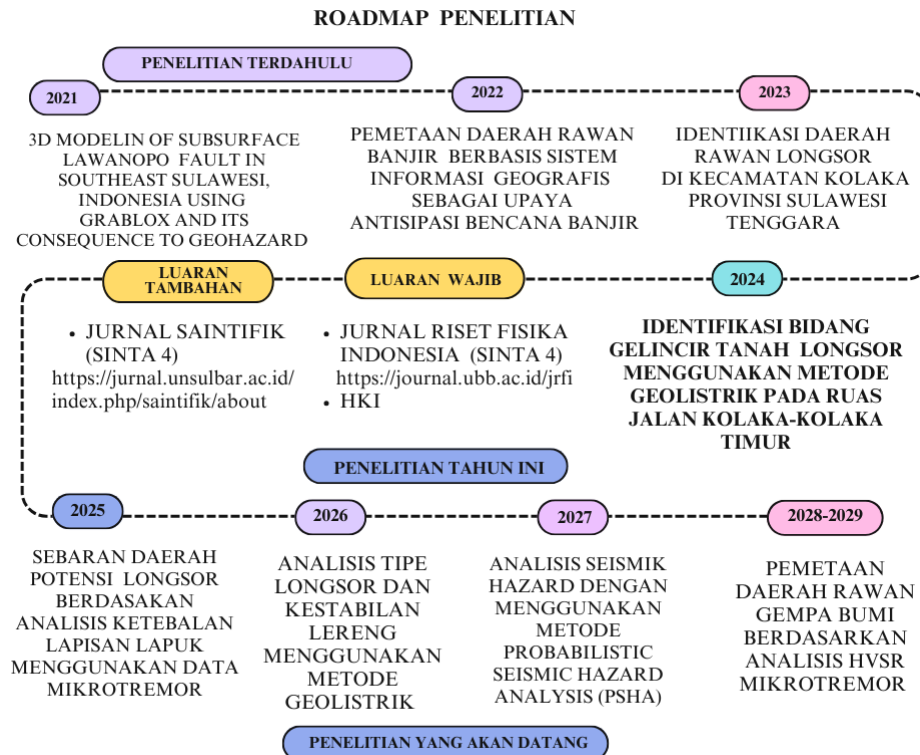 ROADMAP PENELITIAN
PENELITIAN TERDAHULU
2021
3D MODELIN OF SUBSURFACE
LAWANOPO FAULT IN
SOUTHEAST SULAWESI,
INDONESIA USING
GRABLOX AND ITS
CONSEQUENCE TO GEOHAZARD
2022
PEMETAAN DAERAH RAWAN
BANJIR BERBASIS SISTEM
INFORMASI GEOGRAFIS
SEBAGAI UPAYA
ANTISIPASI BENCANA BANJIR
2023
IDENTIIKASI DAERAH
RAWAN LONGSOR
DI KECAMATAN KOLAKA
PROVINSI SULAWESI
TENGGARA
LUARAN
TAMBAHAN
• JURNAL SAINTIFIK
(SINTA 4)
https://jurnal.unsulbar.ac.id/
index.php/saintifik/about
LUARAN WAJIB
• JURNAL RISET FISIKA
INDONESIA (SINTA 4)
https://journal.ubb.ac.id/jrfi
• HKI
2024
IDENTIFIKASI BIDANG
GELINCIR TANAH LONGSOR
MENGGUNAKAN METODE
GEOLISTRIK PADA RUAS
JALAN KOLAKA-KOLAKA
TIMUR
PENELITIAN TAHUN INI
2025
SEBARAN DAERAH
POTENSI LONGSOR
BERDASAKAN
ANALISIS KETEBALAN
LAPISAN LAPUK
MENGGUNAKAN DATA
MIKROTREMOR
2026
ANALISIS TIPE
LONGSOR DAN
KESTABILAN
LERENG
MENGGUNAKAN
METODE
GEOLISTRIK
2027
ANALISIS SEISMIK
HAZARD DENGAN
MENGGUNAKAN
METODE
PROBABILISTIC
SEISMIC HAZARD
ANALYSIS (PSHA)
2028-2029
PEMETAAN
DAERAH RAWAN
GEMPA BUMI
BERDASARKAN
ANALISIS HVSR
MIKROTREMOR
PENELITIAN YANG AKAN DATANG